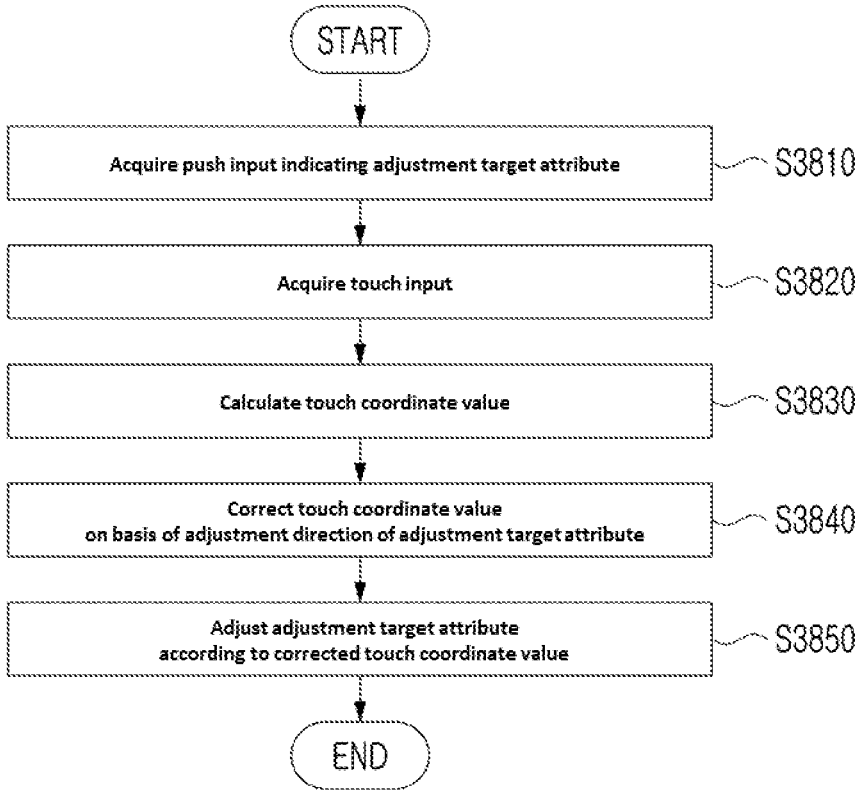 START
Acquire push input indicating adjustment target attribute
S3810
Acquire touch input
S3820
Calculate touch coordinate value
S3830
Correct touch coordinate value
on basis of adjustment direction of adjustment target attribute
S3840
Adjust adjustment target attribute
according to corrected touch coordinate value
S3850
END